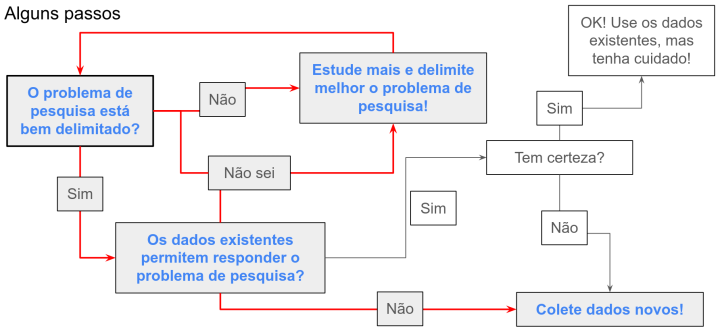 Alguns passos
OK! Use os dados
existentes, mas
tenha cuidado!
Estude mais e delimite
melhor o problema de
pesquisa!
O problema de
pesquisa está
bem delimitado?
Não
Sim
Tem certeza?
Não sei
Sim
Sim
Não
Os dados existentes
permitem responder o
problema de pesquisa?
Não
Colete dados novos!